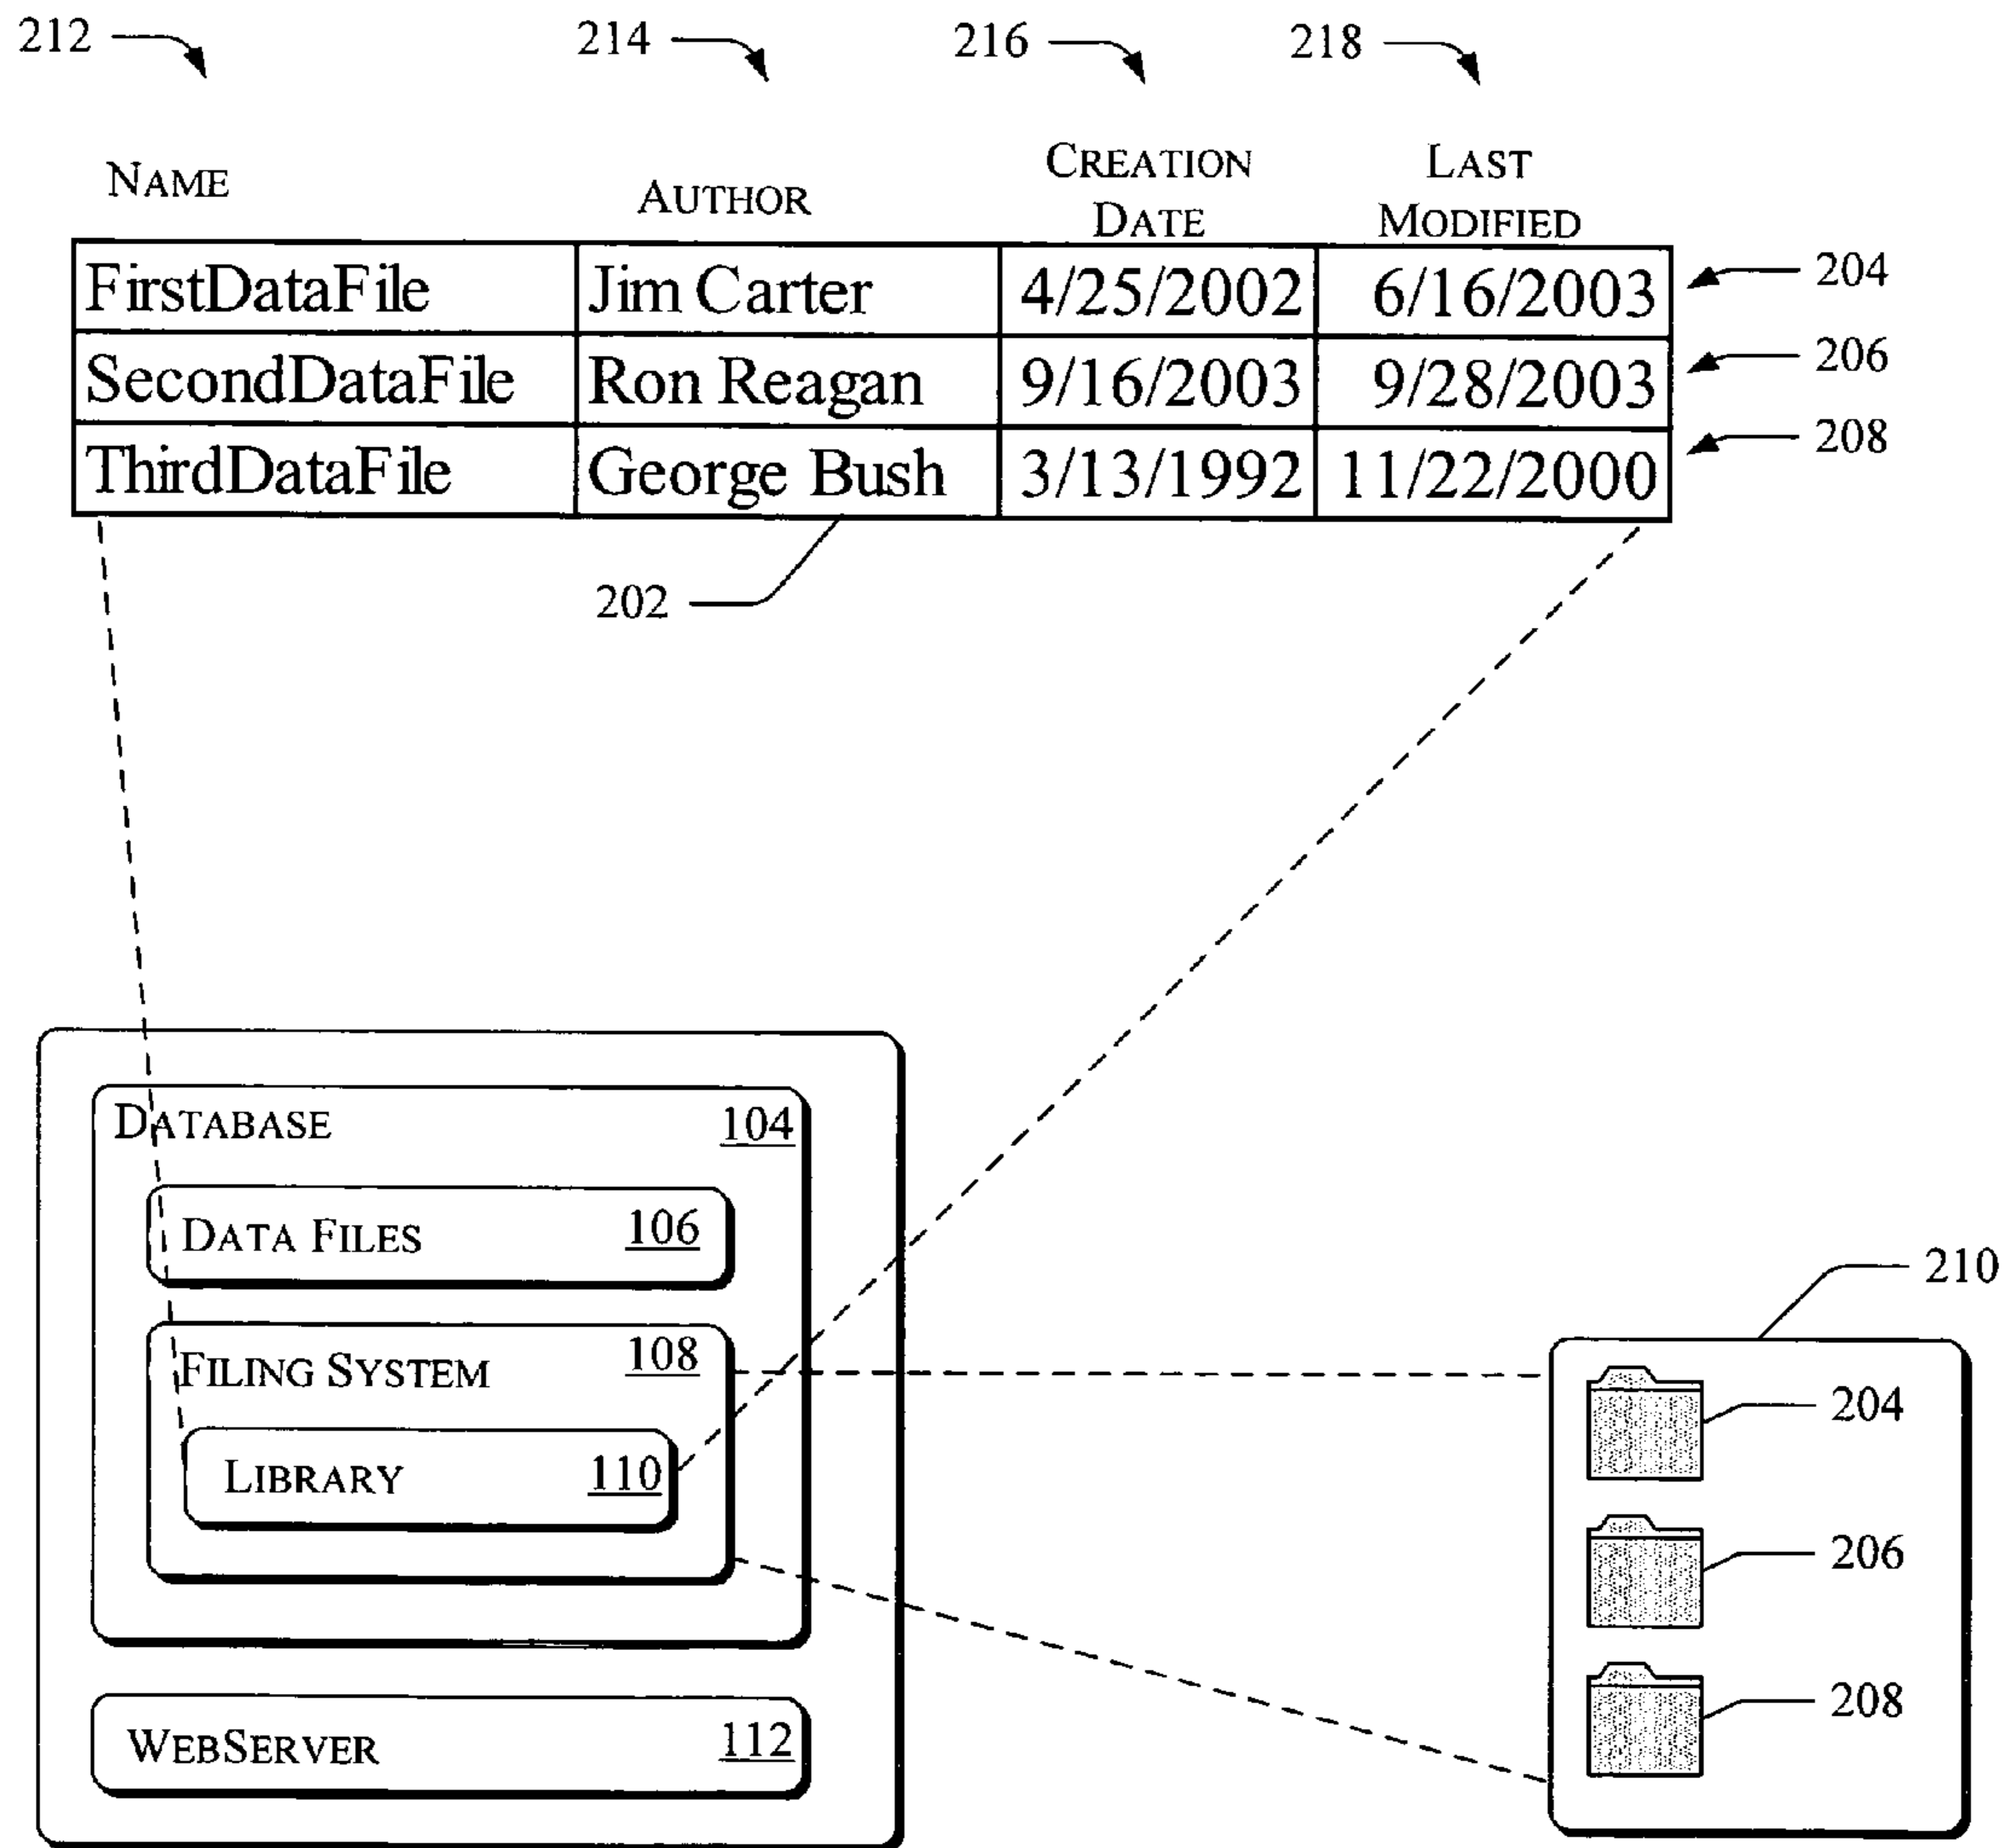 212 214 216 218
NAME AUTHOR CREATION DATE LAST MODIFIED
FirstDataFile Jim Carter 4/25/2002 6/16/2003 204
SecondDataFile Ron Reagan 9/16/2003 9/28/2003 206
ThirdDataFile George Bush 3/13/1992 11/22/2000 208
202
DATABASE 104
DATA FILES 106
FILING SYSTEM 108
LIBRARY 110
WEBSERVER 112
210
204
206
208